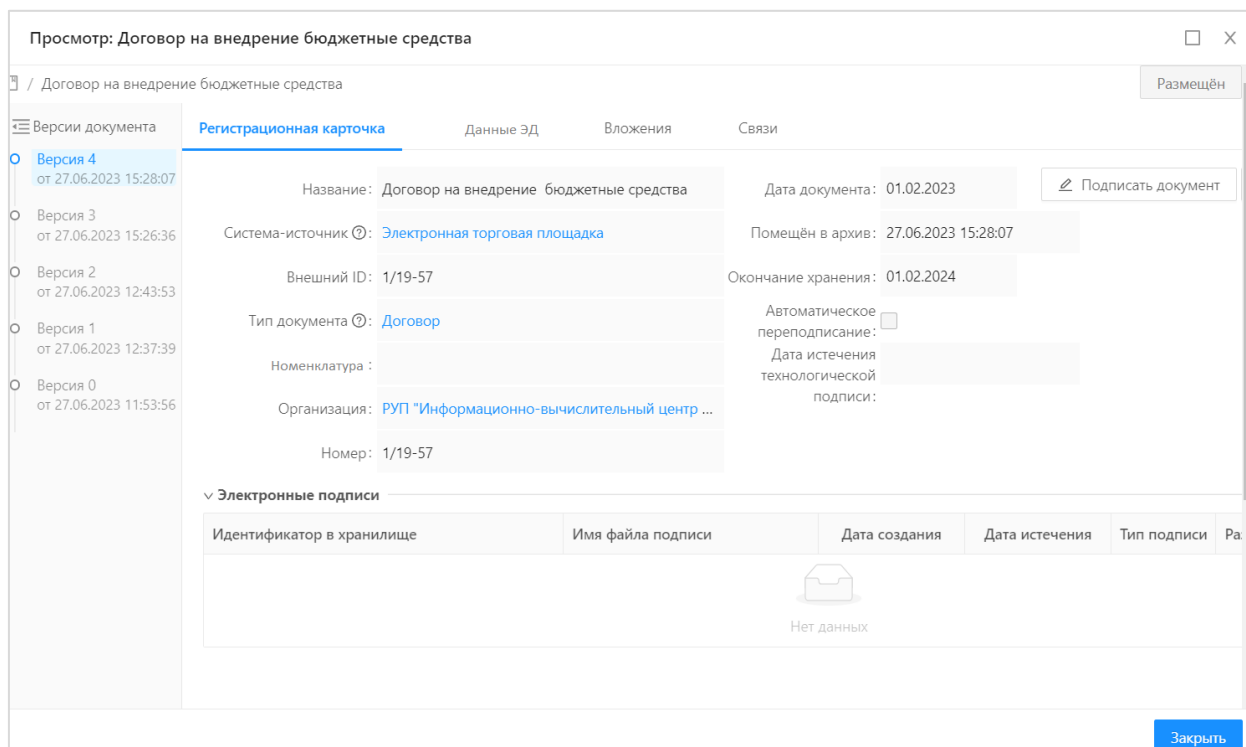 Просмотр: Договор на внедрение бюджетные средства
/ Договор на внедрение бюджетные средства
Размещён
Версии документа
Версия 4
от 27.06.2023 15:28:07
Версия 3
от 27.06.2023 15:26:36
Версия 2
от 27.06.2023 12:43:53
Версия 1
от 27.06.2023 12:37:39
Версия 0
от 27.06.2023 11:53:56
Регистрационная карточка Данные ЭД Вложения Связи
Название: Договор на внедрение бюджетные средства
Система-источник ?: Электронная торговая площадка
Внешний ID: 1/19-57
Тип документа ?: Договор
Номенклатура :
Организация: РУП "Информационно-вычислительный центр ...
Номер: 1/19-57
Дата документа: 01.02.2023
Помещён в архив: 27.06.2023 15:28:07
Окончание хранения: 01.02.2024
Автоматическое
переподписание:
Дата истечения
технологической
подписи:
Подписать документ
Электронные подписи
Идентификатор в хранилище Имя файла подписи Дата создания Дата истечения Тип подписи
Нет данных
Закрыть